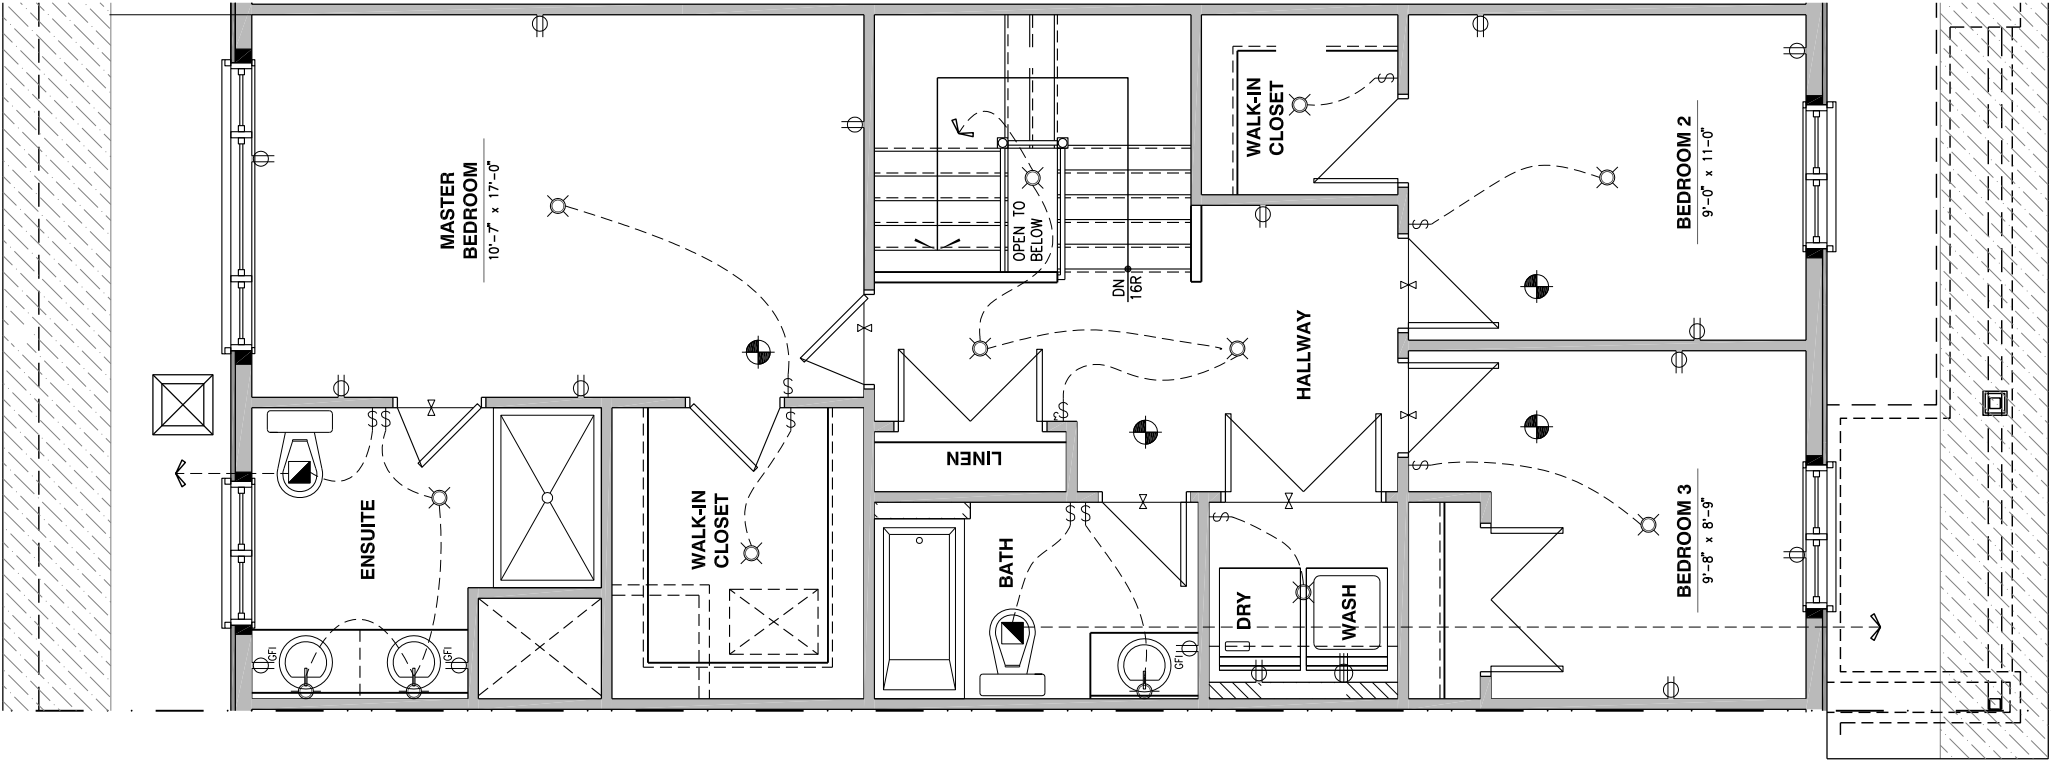 MASTER
BEDROOM
10'-7" x 17'-0"
OPEN TO
BELOW
DN
16R
WALK-IN
CLOSET
BEDROOM 2
9'-0" x 11'-0"
HALLWAY
LINEN
ENSUITE
GFI
GFI
WALK-IN
CLOSET
BATH
GFI
DRY
WASH
BEDROOM 3
9'-8" x 8'-9"
S
S
S
S
S
S
S
S
S
S
S
S
S